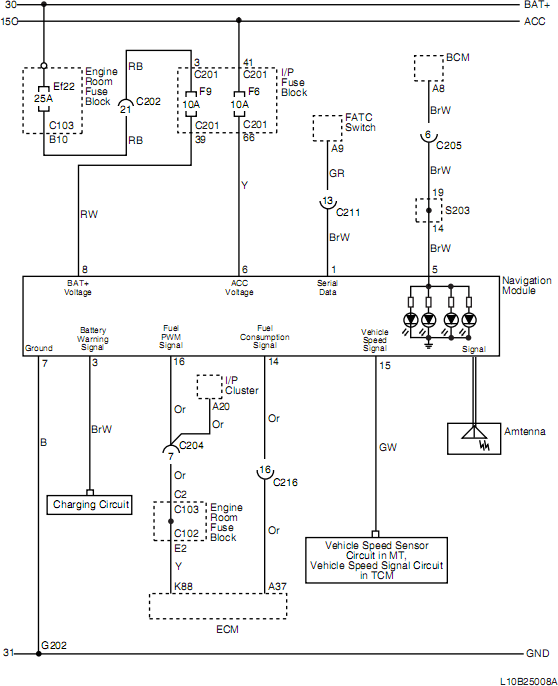 30 BAT+
15C ACC
Engine Room Fuse Block
Ef22
25A
C103
B10
RB
C202
21
RB
3
C201
F9
10A
C201
39
41
C201
F6
10A
C201
66
I/P Fuse Block
RW
Y
FATC Switch
A9
GR
13
C211
BrW
BCM
A8
BrW
6
C205
BrW
19
S203
14
BrW
8
6
1
5
BAT+ Voltage
ACC Voltage
Serial Data
Navigation Module
Ground
Battery Warning Signal
Fuel PWM Signal
Fuel Consumption Signal
Vehicle Speed Signal
Signal
7
3
16
14
15
B
BrW
Charging Circuit
I/P Cluster
A20
Or
Or
C204
7
Or
C2
C103
C102
E2
Engine Room Fuse Block
Y
K88
Or
16
C216
Or
A37
ECM
GW
Vehicle Speed Sensor
Circuit in MT,
Vehicle Speed Signal Circuit
in TCM
Amtenna
G202
31 GND
L10B25008A